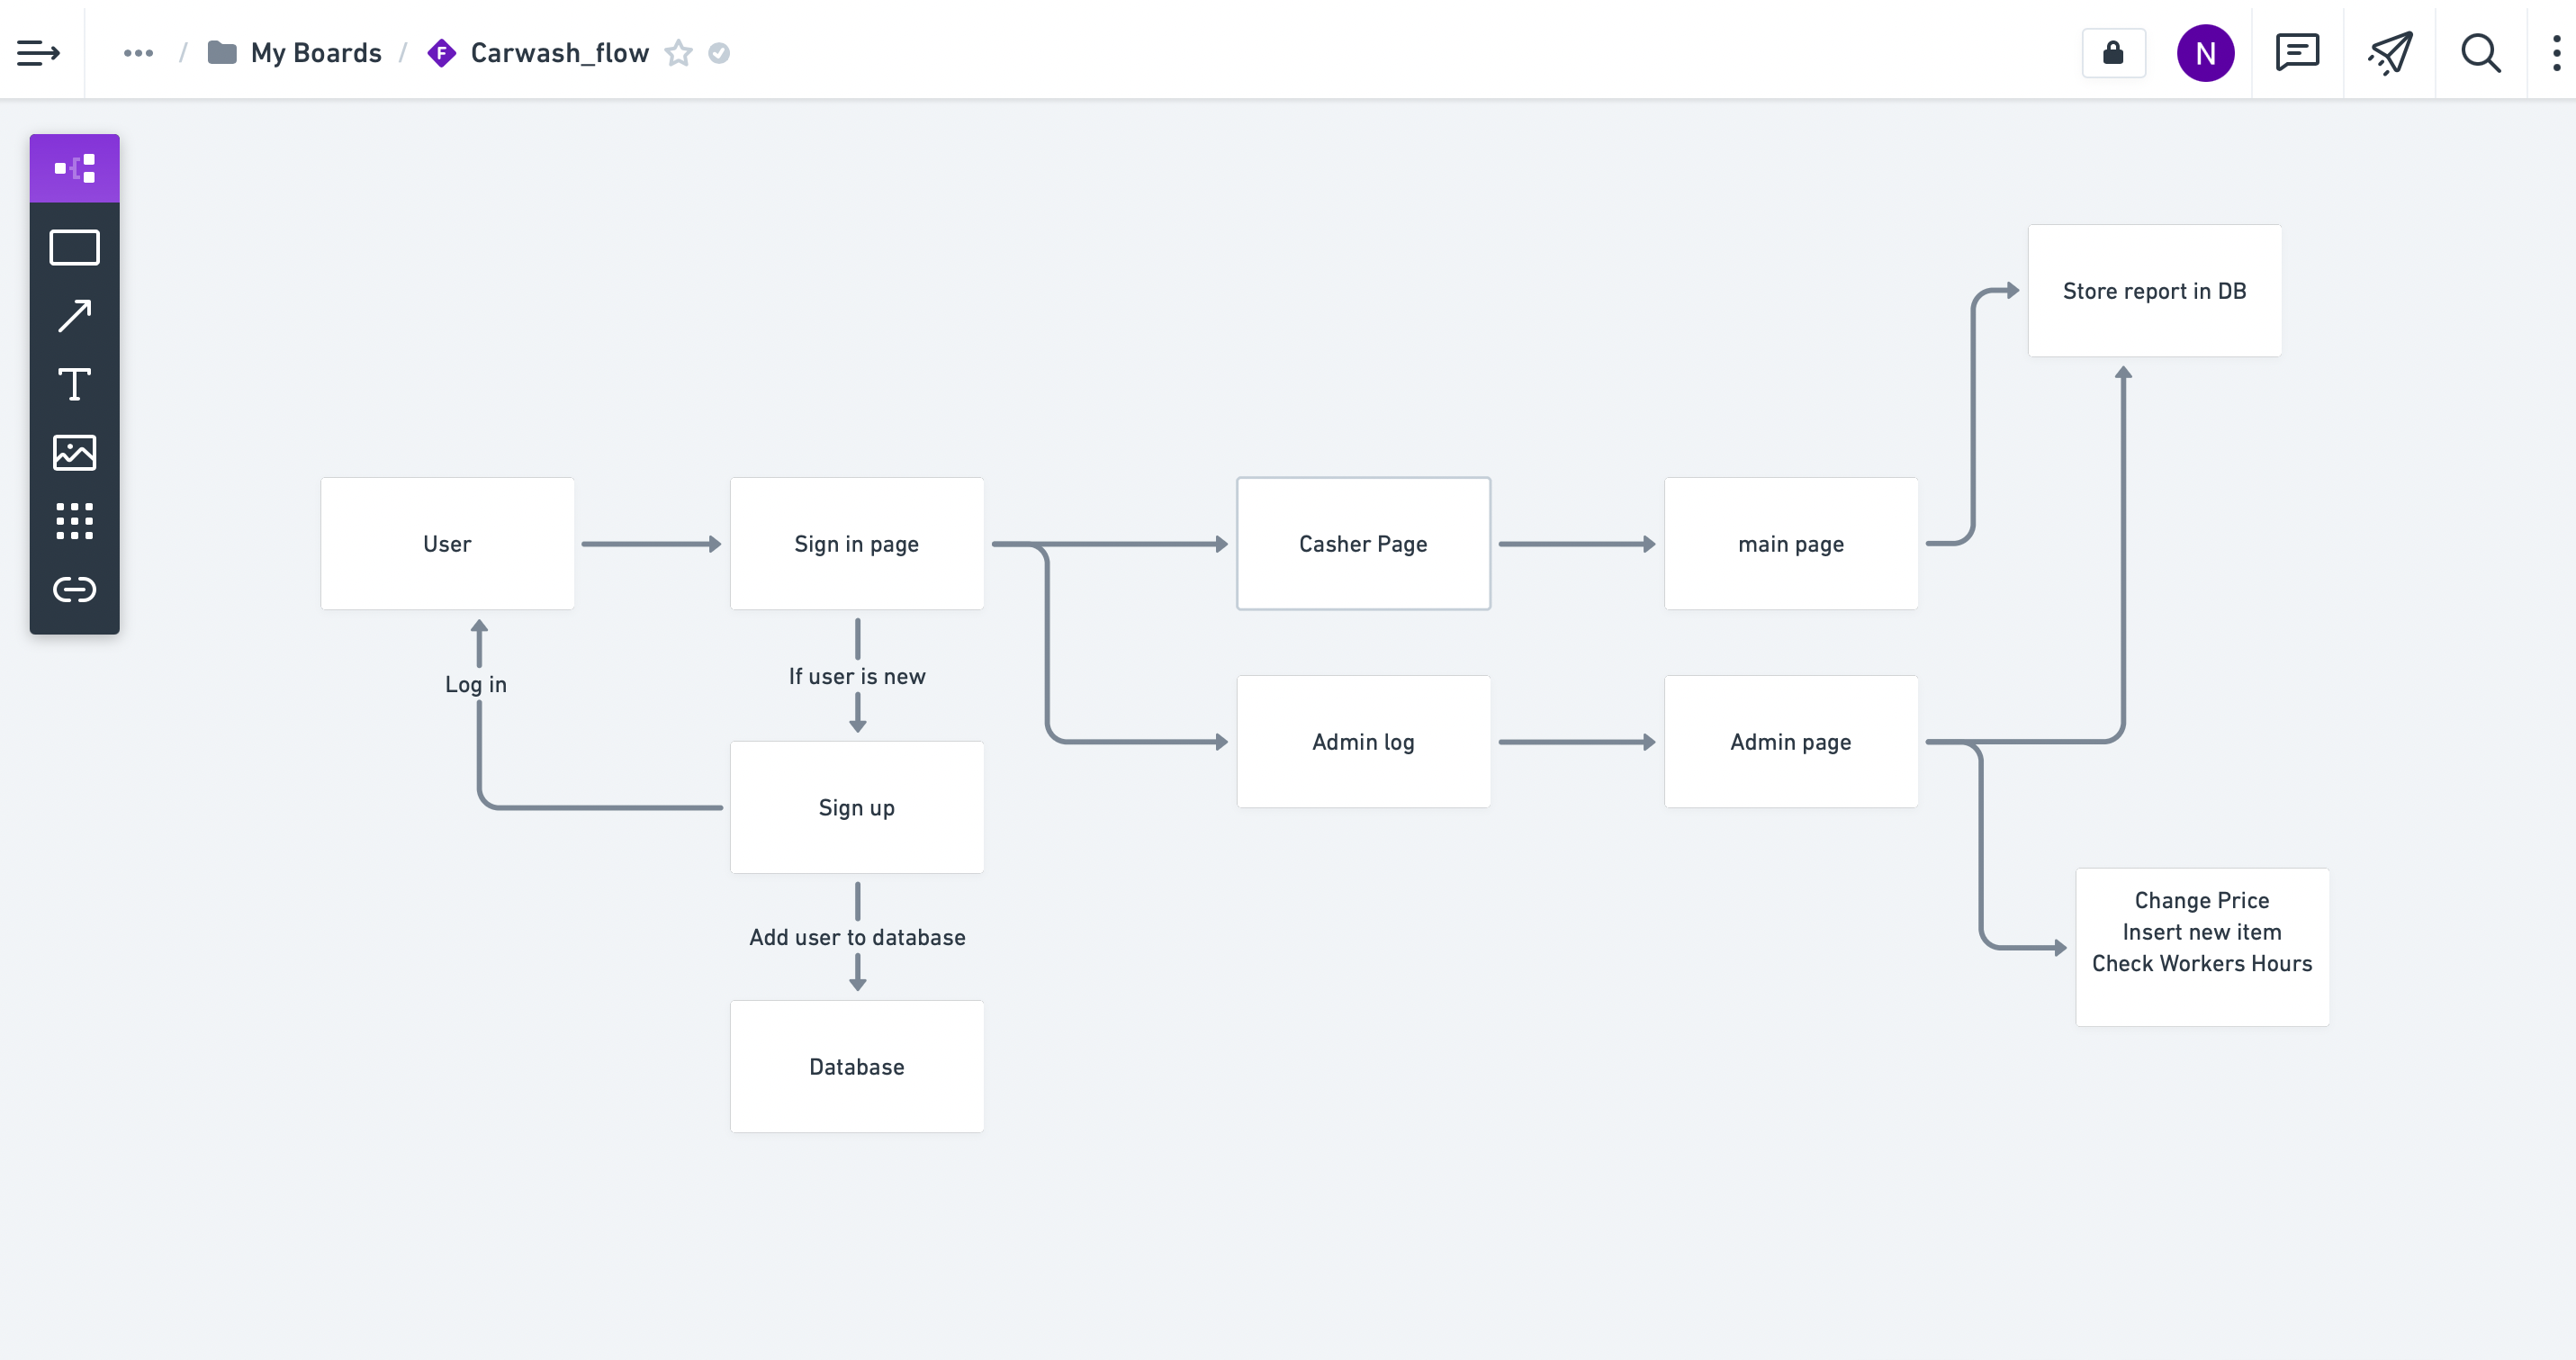 My Boards / Carwash_flow
N
Store report in DB
User
Sign in page
Casher Page
main page
Log in
If user is new
Admin log
Admin page
Sign up
Change Price
Insert new item
Check Workers Hours
Add user to database
Database